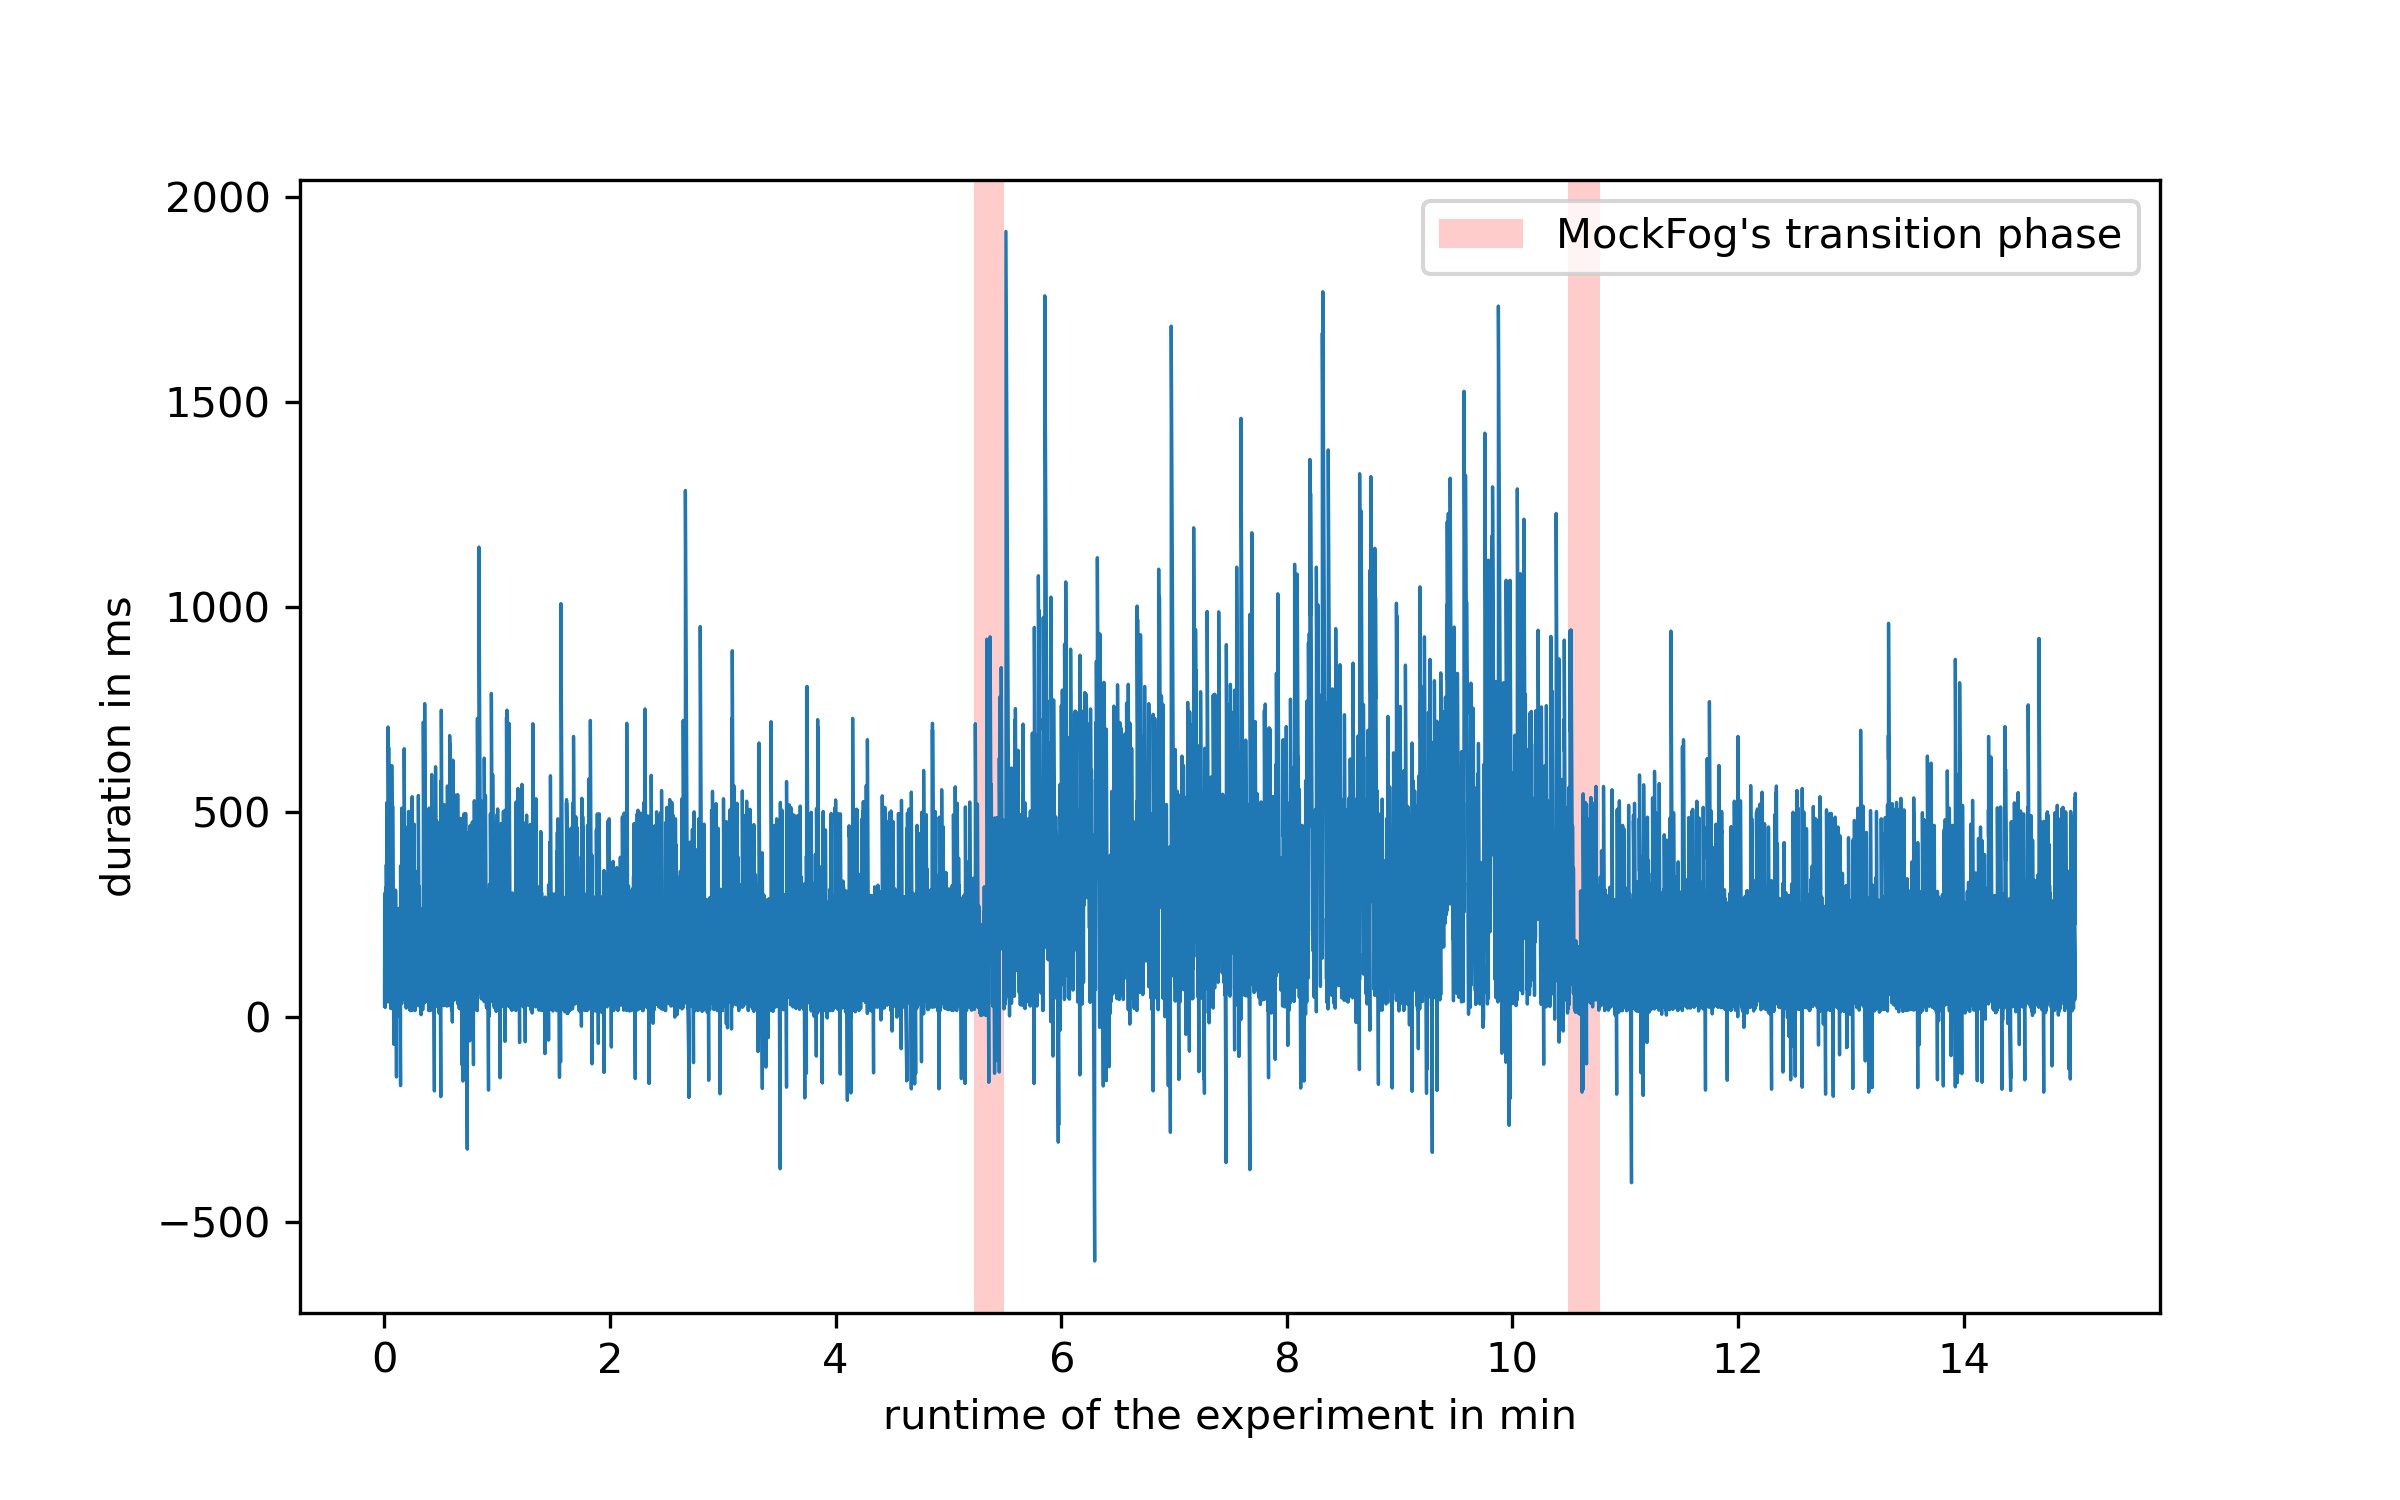 2000
1500
1000
500
0
−500
duration in ms
MockFog's transition phase
0 2 4 6 8 10 12 14
runtime of the experiment in min